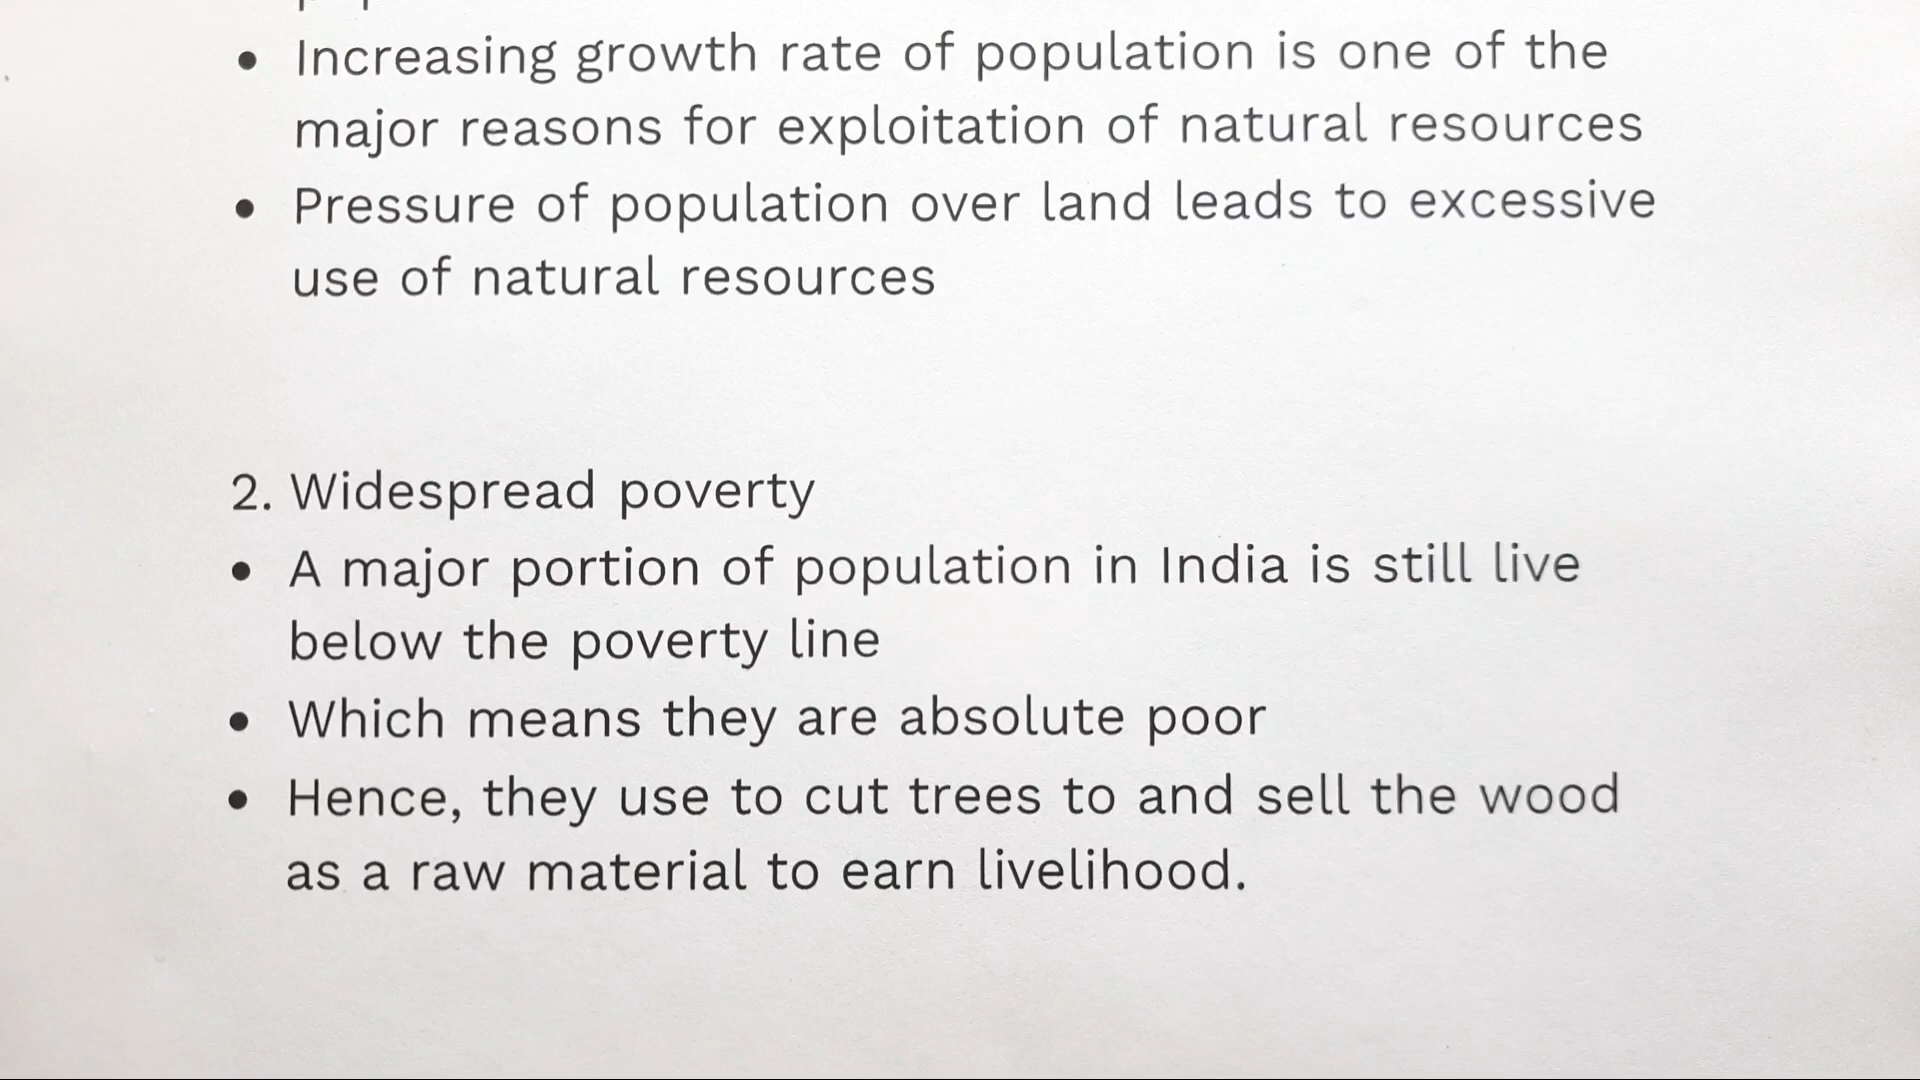 • Increasing growth rate of population is one of the
major reasons for exploitation of natural resources
• Pressure of population over land leads to excessive
use of natural resources
2. Widespread poverty
• A major portion of population in India is still live
below the poverty line
• Which means they are absolute poor
• Hence, they use to cut trees to and sell the wood
as a raw material to earn livelihood.